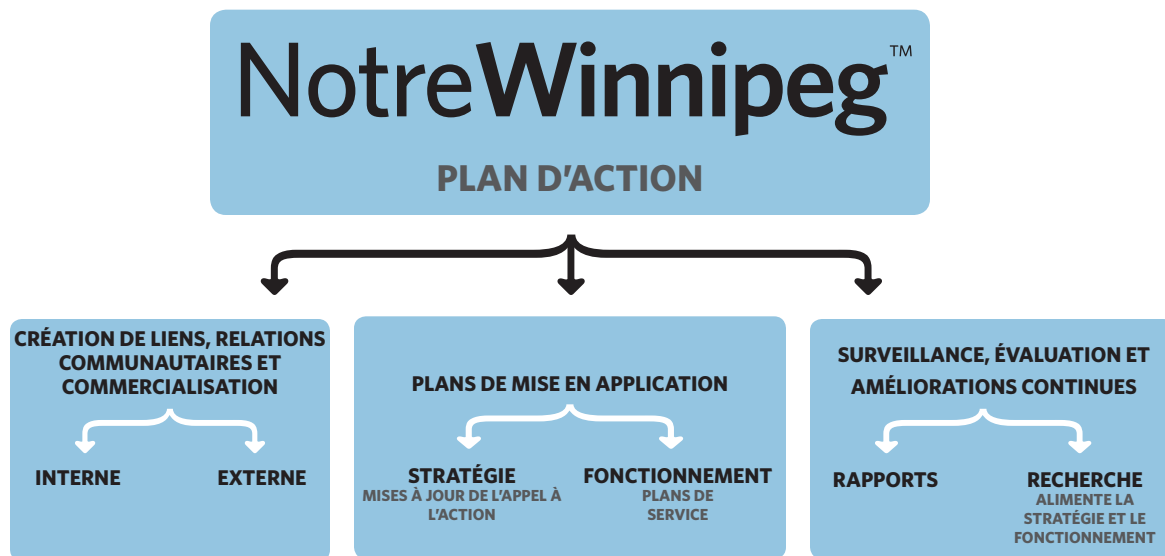 NotreWinnipeg™
PLAN D'ACTION
CRÉATION DE LIENS, RELATIONS
COMMUNAUTAIRES ET
COMMERCIALISATION
INTERNE
EXTERNE
PLANS DE MISE EN APPLICATION
STRATÉGIE
MISES À JOUR DE L'APPEL À
L'ACTION
FONCTIONNEMENT
PLANS DE
SERVICE
SURVEILLANCE, ÉVALUATION ET
AMÉLIORATIONS CONTINUES
RAPPORTS
RECHERCHE
ALIMENTE LA
STRATÉGIE ET LE
FONCTIONNEMENT